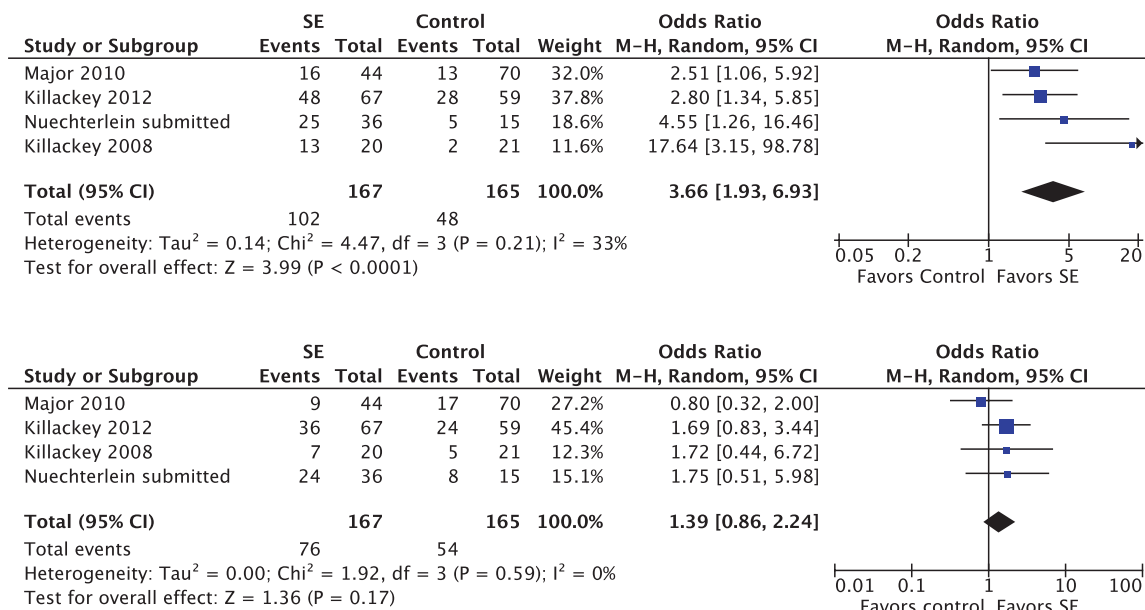 SE Control Odds Ratio Odds Ratio
Study or Subgroup Events Total Events Total Weight M-H, Random, 95% CI M-H, Random, 95% CI
Major 2010 16 44 13 70 32.0% 2.51 [1.06, 5.92]
Killackey 2012 48 67 28 59 37.8% 2.80 [1.34, 5.85]
Nuechterlein submitted 25 36 5 15 18.6% 4.55 [1.26, 16.46]
Killackey 2008 13 20 2 21 11.6% 17.64 [3.15, 98.78]
Total (95% CI) 167 165 100.0% 3.66 [1.93, 6.93]
Total events 102 48
Heterogeneity: Tau² = 0.14; Chi² = 4.47, df = 3 (P = 0.21); I² = 33%
Test for overall effect: Z = 3.99 (P < 0.0001)
0.05 0.2 1 5 20
Favors Control Favors SE
SE Control Odds Ratio Odds Ratio
Study or Subgroup Events Total Events Total Weight M-H, Random, 95% CI M-H, Random, 95% CI
Major 2010 9 44 17 70 27.2% 0.80 [0.32, 2.00]
Killackey 2012 36 67 24 59 45.4% 1.69 [0.83, 3.44]
Killackey 2008 7 20 5 21 12.3% 1.72 [0.44, 6.72]
Nuechterlein submitted 24 36 8 15 15.1% 1.75 [0.51, 5.98]
Total (95% CI) 167 165 100.0% 1.39 [0.86, 2.24]
Total events 76 54
Heterogeneity: Tau² = 0.00; Chi² = 1.92, df = 3 (P = 0.59); I² = 0%
Test for overall effect: Z = 1.36 (P = 0.17)
0.01 0.1 1 10 100
Favors control Favors SE